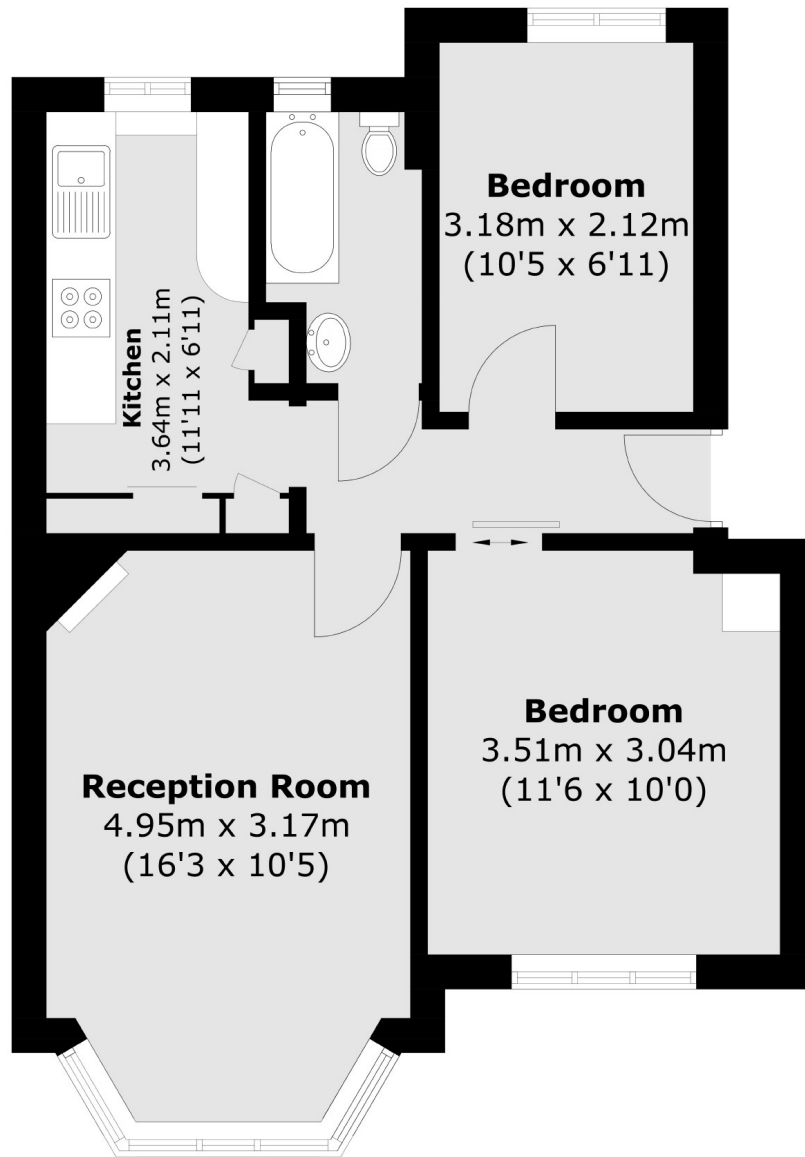 Bedroom
3.18m x 2.12m
(10'5 x 6'11)
Kitchen
3.64m x 2.11m
(11'11 x 6'11)
Bedroom
3.51m x 3.04m
(11'6 x 10'0)
Reception Room
4.95m x 3.17m
(16'3 x 10'5)